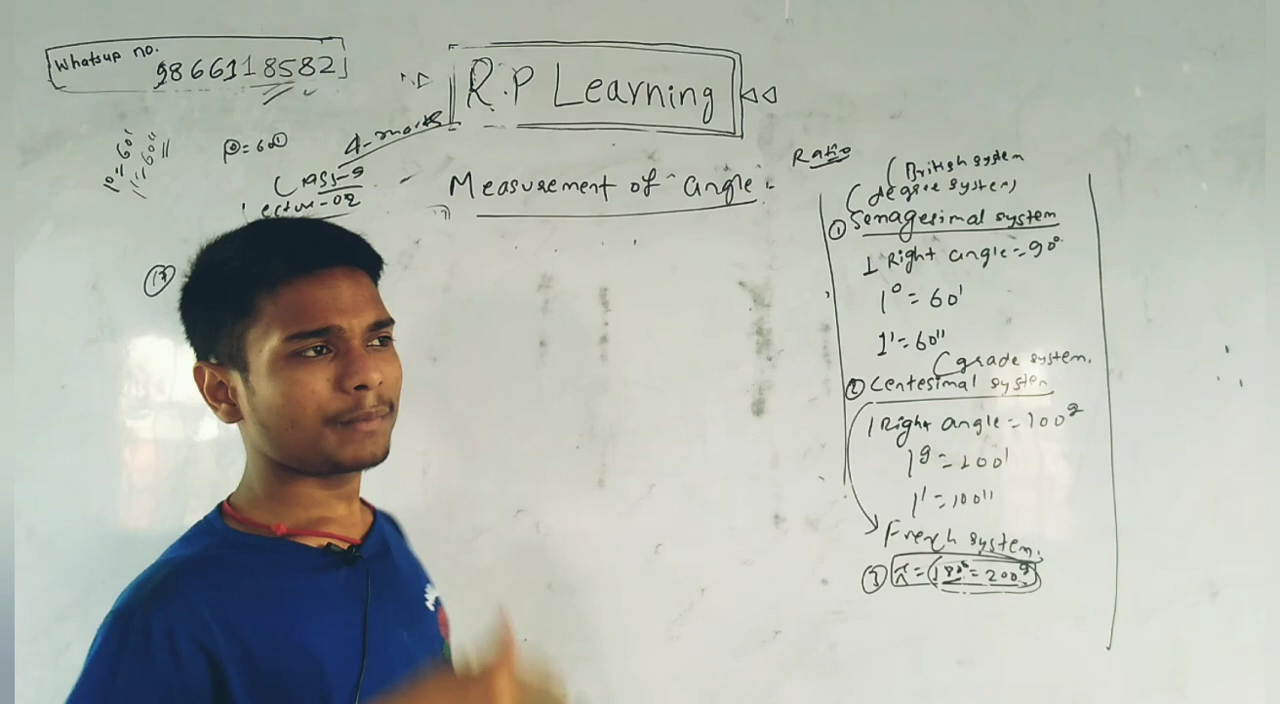 Whatsup no.
9866118582
R.P Learning
4-marks
1°=60'
1'=60''
Class-9
Lecture-02
Measurement of angle:
Ratio
(British system
(degree system)
① Senagesimal system
1 Right angle=90°
1°=60'
1'=60''
(grade system.
② Centesimal system
1 Right angle=100g
1g=100'
1'=100''
French system.
③ π=(180°=200g)